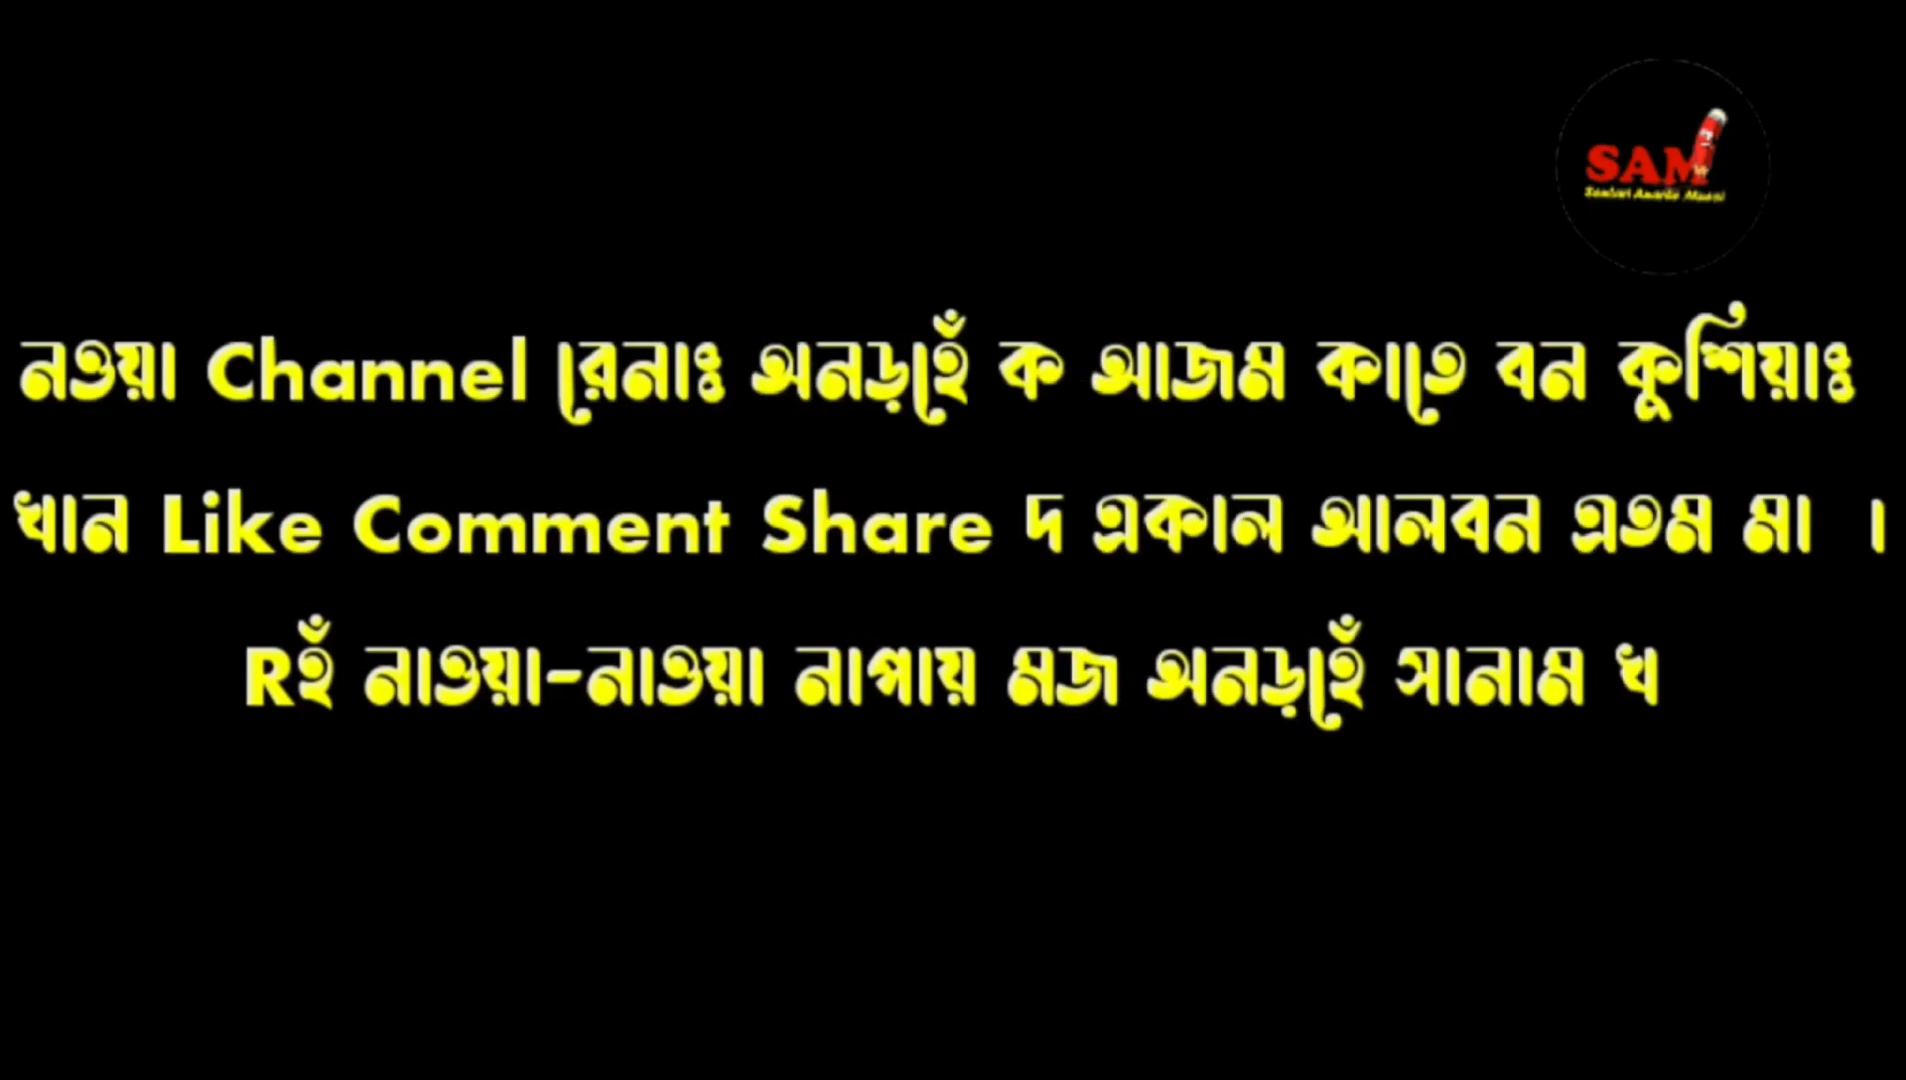 SAM
নওয়া Channel রেনাঃ অনড়হেঁ ক আজম কাতে বন কুশিয়াঃ
খান Like Comment Share দ একাল আলবন এতম মা ।
Rহঁ নাওয়া-নাওয়া নাপায় মজ অনড়হেঁ সানাম খ